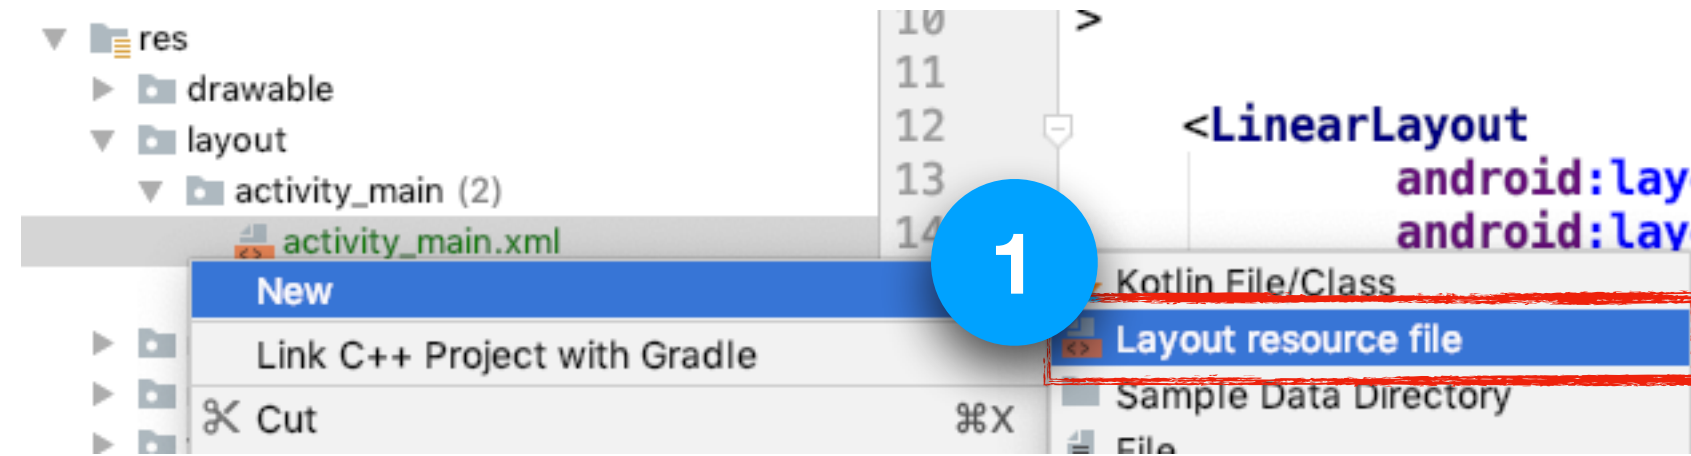 res
drawable
layout
activity_main (2)
activity_main.xml
New
Link C++ Project with Gradle
Cut
⌘X
10
>
11
12
<LinearLayout
13
android:lay
14
android:lay
1
Kotlin File/Class
Layout resource file
Sample Data Directory
File